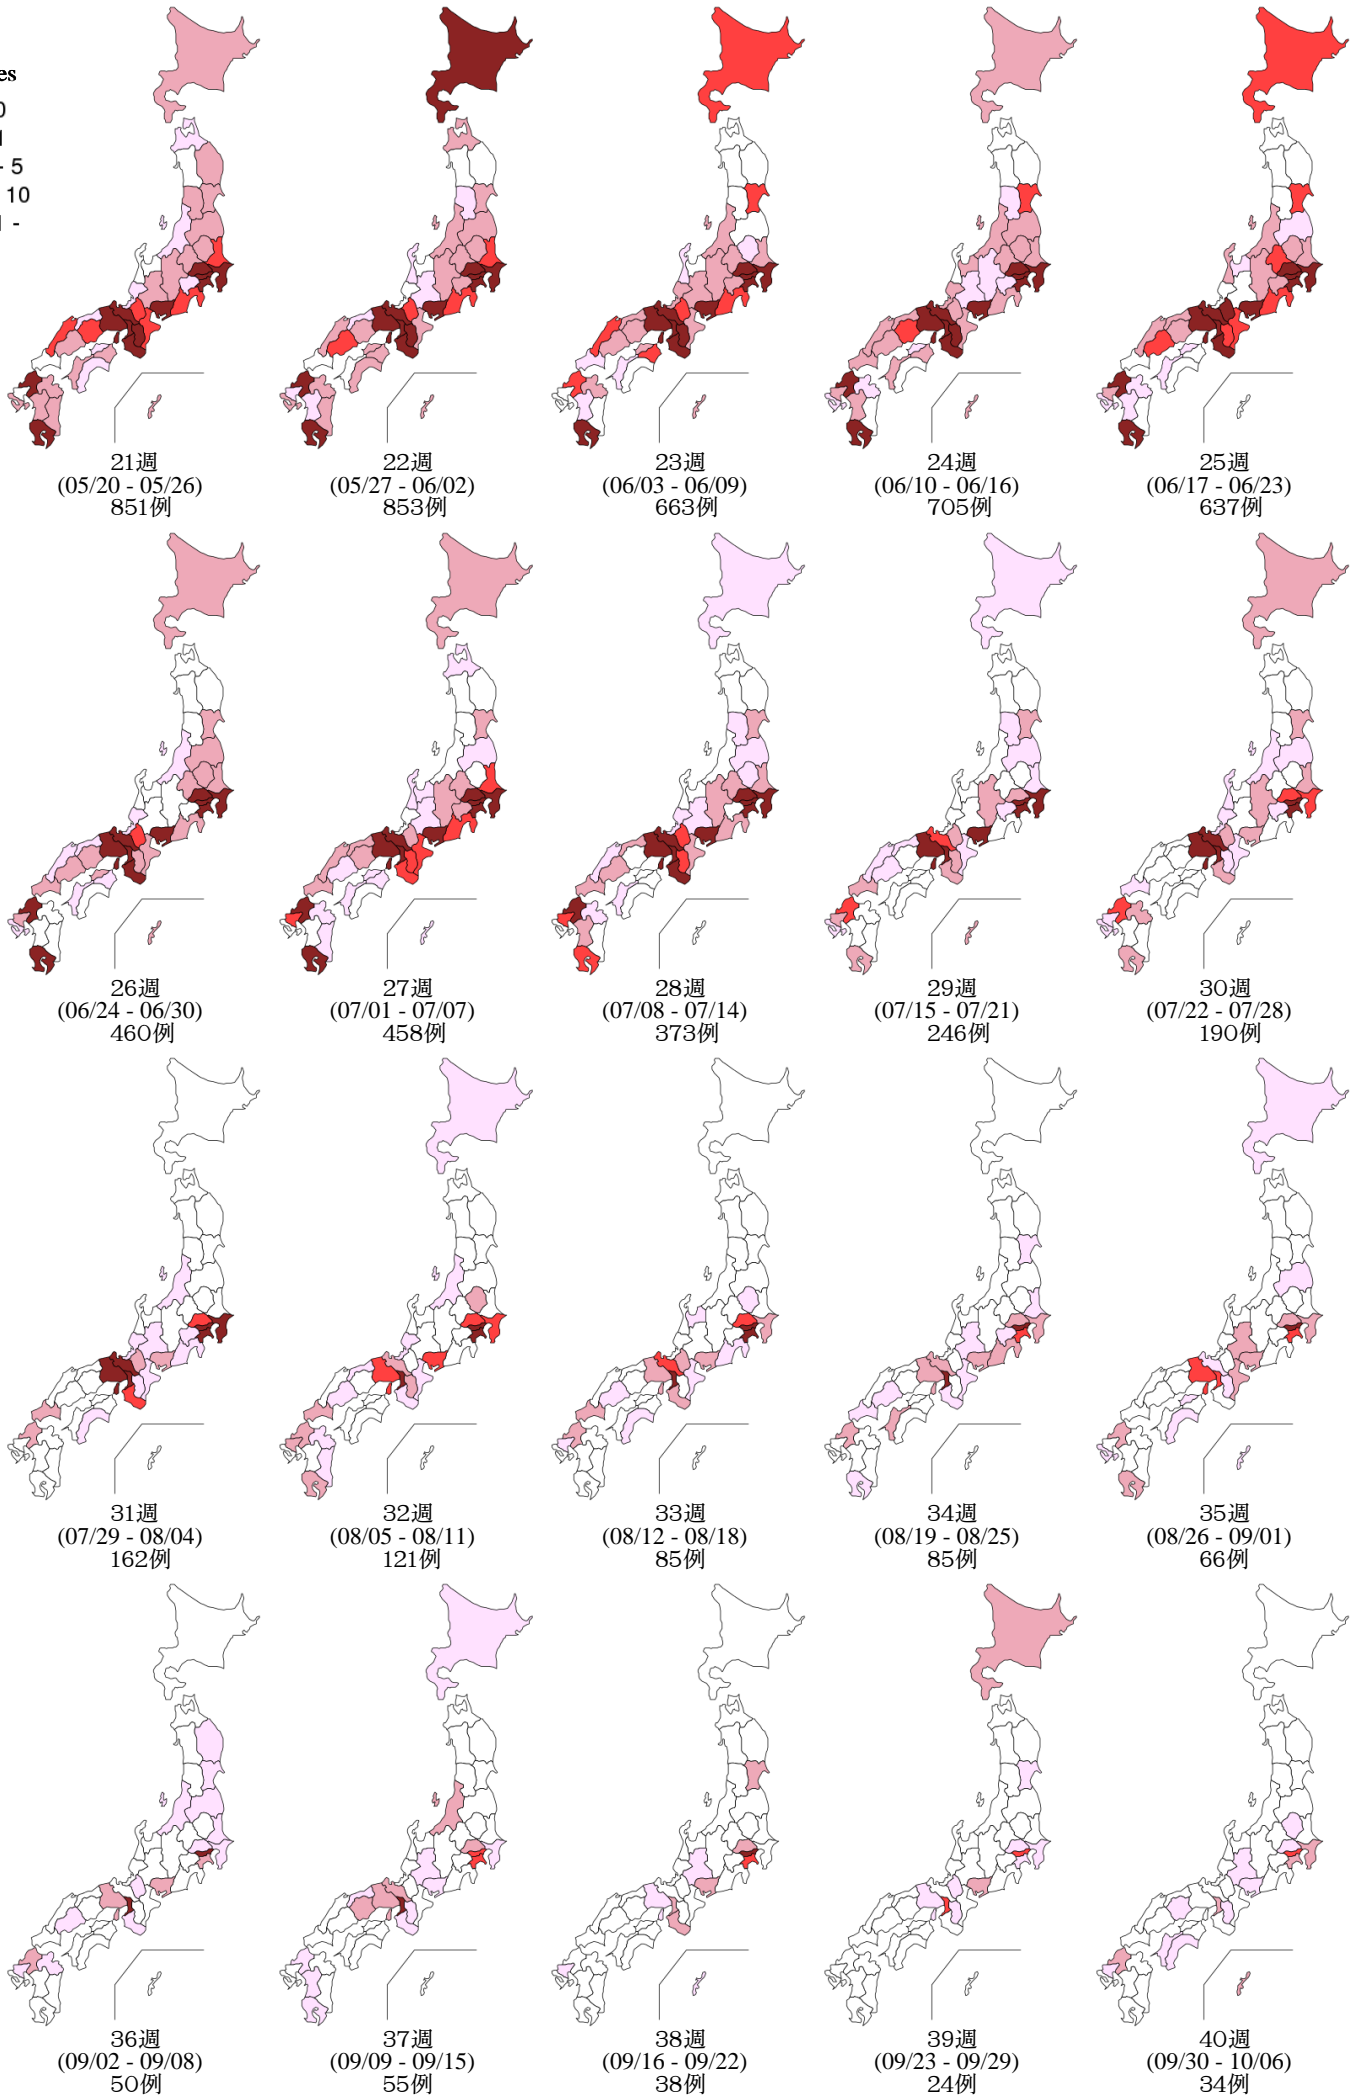 es
0
1
- 5
10
1 -
21週
(05/20 - 05/26)
851例
22週
(05/27 - 06/02)
853例
23週
(06/03 - 06/09)
663例
24週
(06/10 - 06/16)
705例
25週
(06/17 - 06/23)
637例
26週
(06/24 - 06/30)
460例
27週
(07/01 - 07/07)
458例
28週
(07/08 - 07/14)
373例
29週
(07/15 - 07/21)
246例
30週
(07/22 - 07/28)
190例
31週
(07/29 - 08/04)
162例
32週
(08/05 - 08/11)
121例
33週
(08/12 - 08/18)
85例
34週
(08/19 - 08/25)
85例
35週
(08/26 - 09/01)
66例
36週
(09/02 - 09/08)
50例
37週
(09/09 - 09/15)
55例
38週
(09/16 - 09/22)
38例
39週
(09/23 - 09/29)
24例
40週
(09/30 - 10/06)
34例